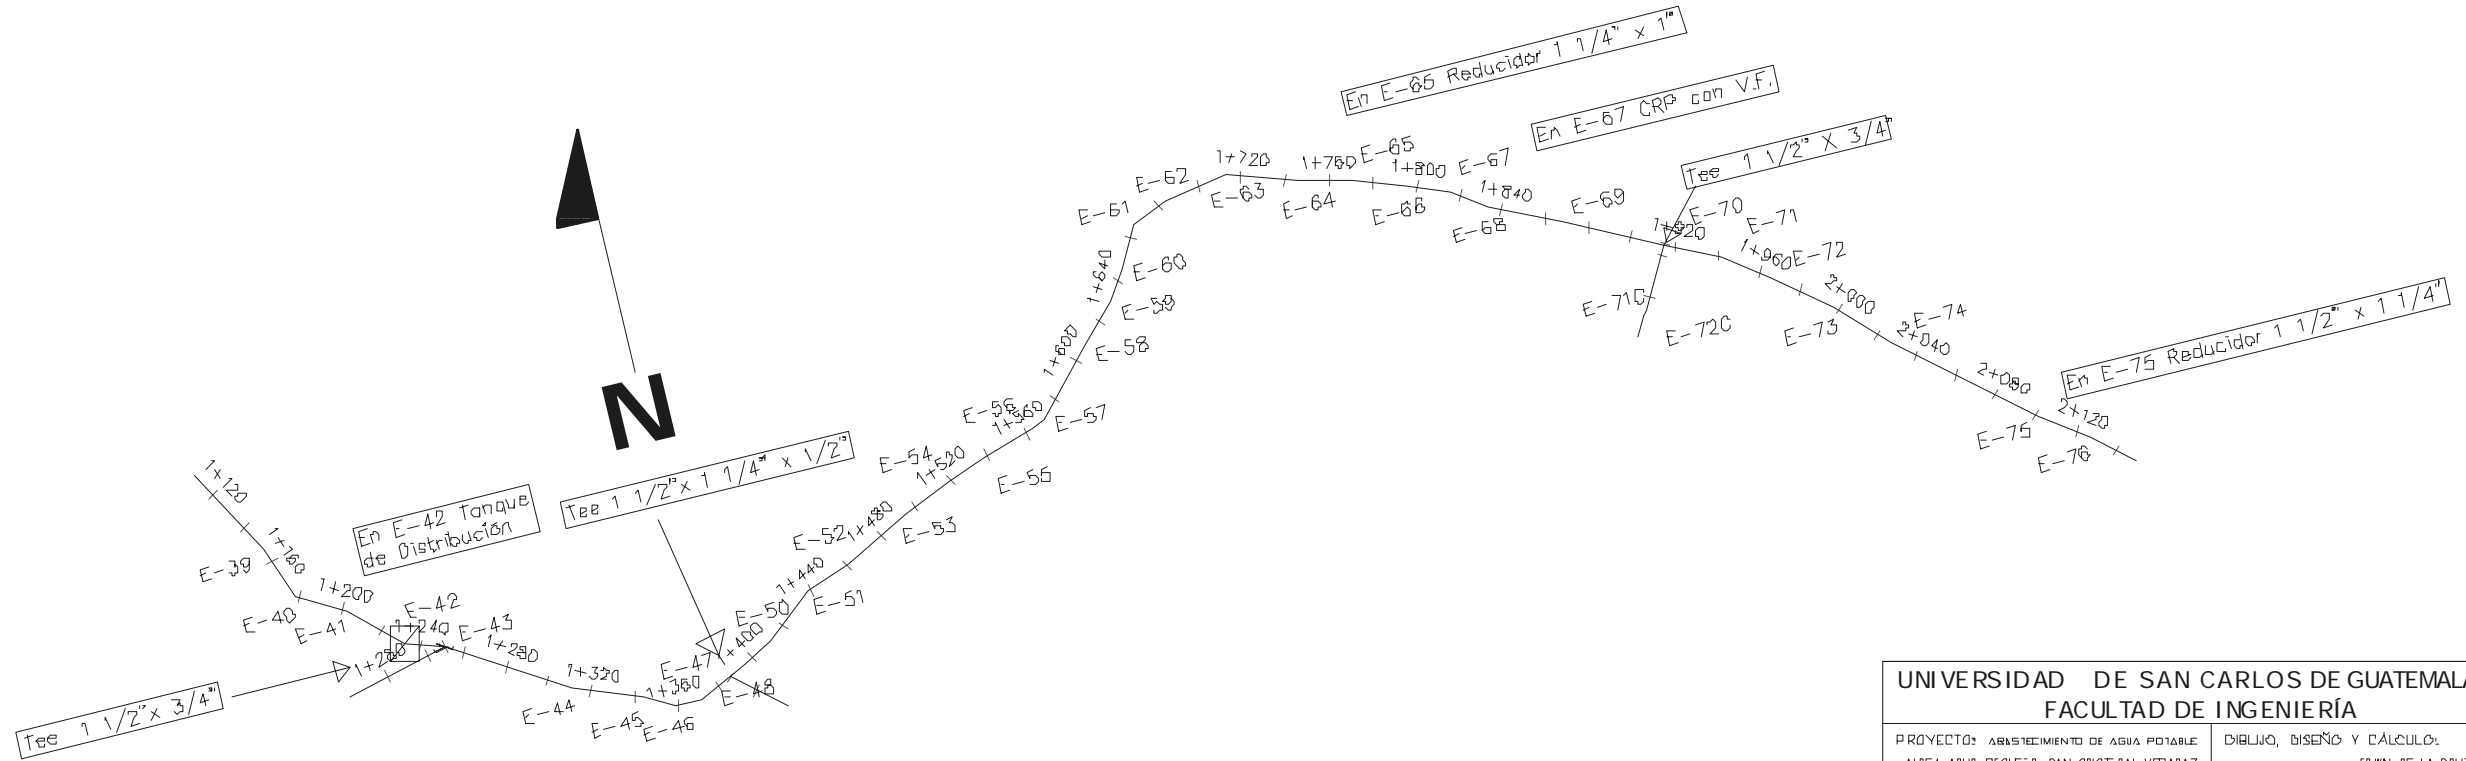 En E-65 Reducidor 1 1/4" x 1"
En E-67 CRP con V.F.
Tee 1 1/2" X 3/4"
1+720
1+760
E-65
1+800
E-67
E-62
E-63
E-64
E-66
1+840
E-68
E-69
E-61
E-70
1+920
E-71
1+960
E-72
E-60
1+640
E-59
E-71C
E-72C
2+000
E-73
E-74
2+040
En E-75 Reducidor 1 1/2" x 1 1/4"
1+600
E-58
2+080
2+120
E-75
E-76
N
E-56
1+560
E-57
Tee 1 1/2" x 1 1/4" x 1/2"
E-54
1+520
E-55
1+120
En E-42 Tanque
de Distribución
1+160
E-39
E-52
1+480
E-53
1+440
E-51
1+200
E-40
E-41
E-42
1+240
E-43
E-50
1+400
E-47
E-48
1+280
1+320
1+360
E-44
E-45
E-46
Tee 1 1/2" x 3/4"
UNIVERSIDAD DE SAN CARLOS DE GUATEMALA
FACULTAD DE INGENIERÍA
PROYECTO: ABASTECIMIENTO DE AGUA POTABLE
DIBUJO, DISEÑO Y CÁLCULO: